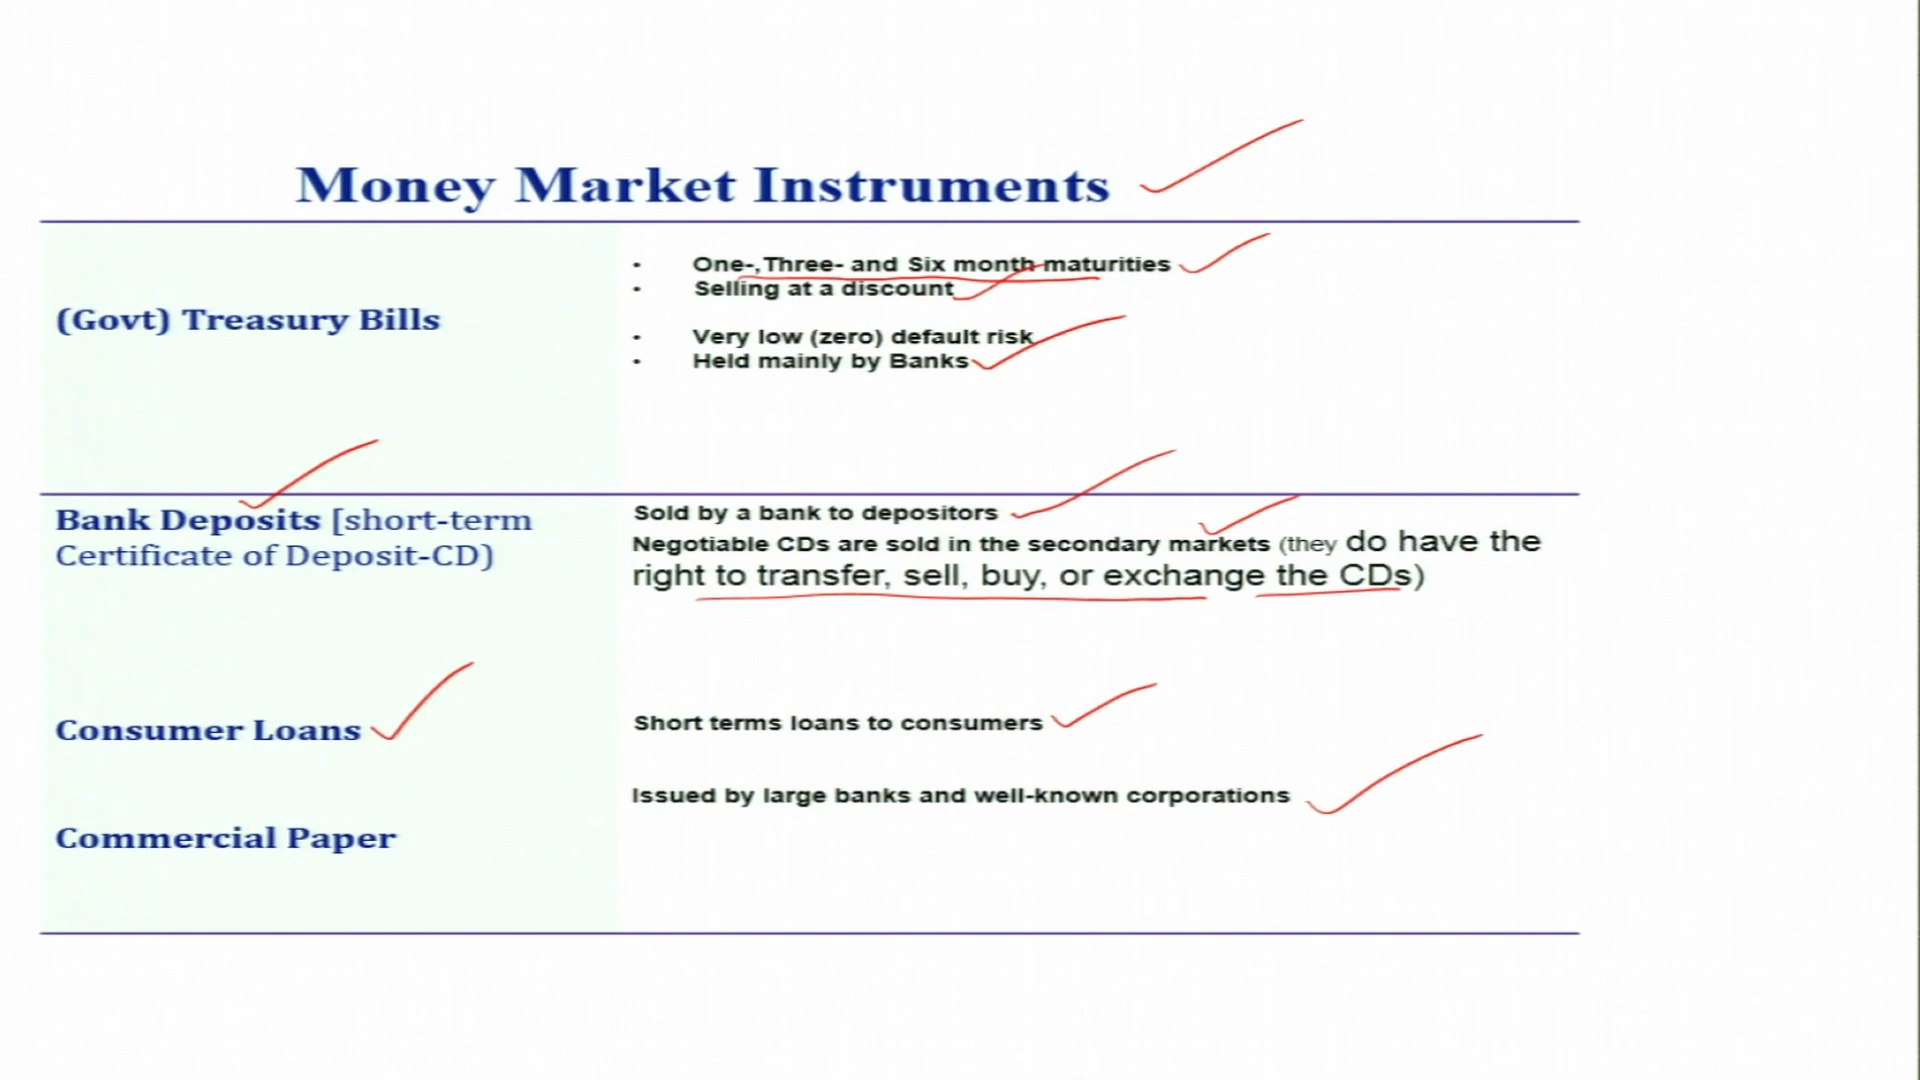 Money Market Instruments
(Govt) Treasury Bills
• One-, Three- and Six month maturities
• Selling at a discount
• Very low (zero) default risk
• Held mainly by Banks
Bank Deposits [short-term
Certificate of Deposit-CD)
Sold by a bank to depositors
Negotiable CDs are sold in the secondary markets (they do have the
right to transfer, sell, buy, or exchange the CDs)
Consumer Loans
Short terms loans to consumers
Commercial Paper
Issued by large banks and well-known corporations